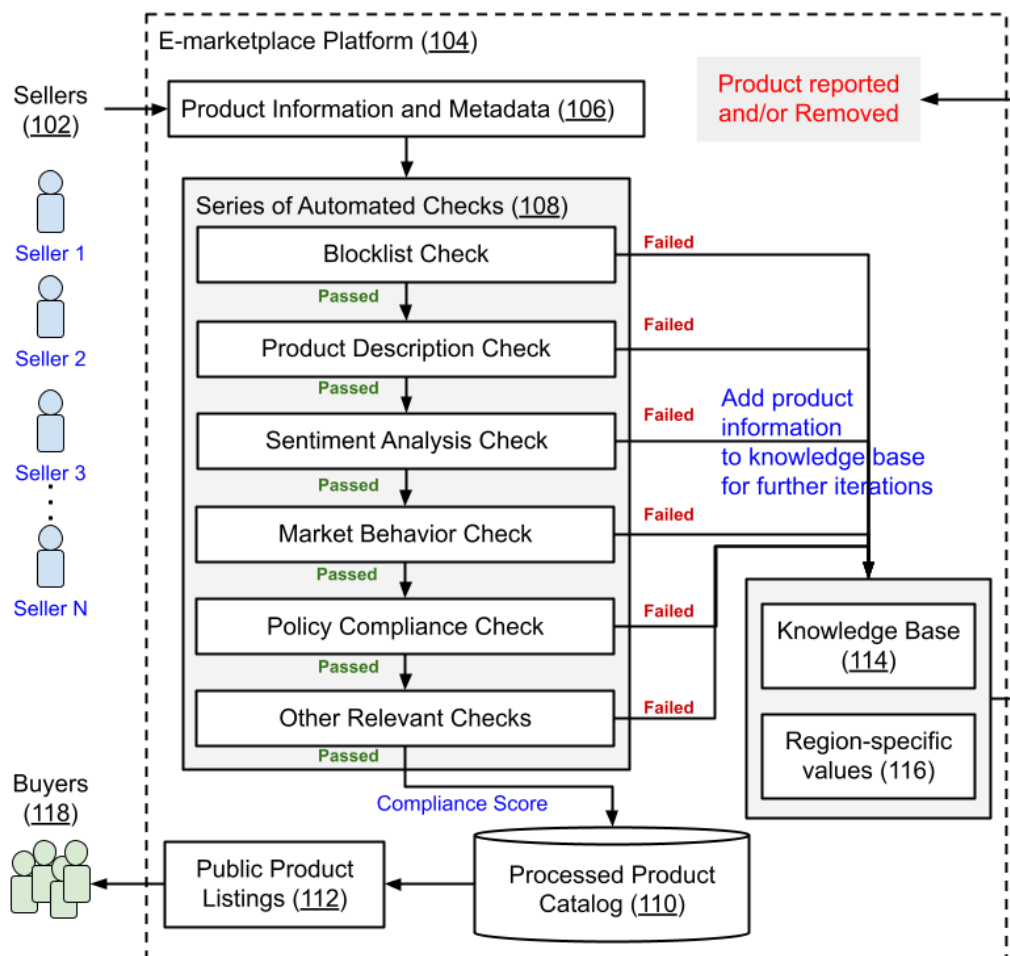 E-marketplace Platform (104)
Sellers
(102)
Product Information and Metadata (106)
Product reported
and/or Removed
Seller 1
Seller 2
Seller 3
Seller N
Series of Automated Checks (108)
Blocklist Check
Failed
Passed
Product Description Check
Failed
Passed
Sentiment Analysis Check
Failed
Passed
Market Behavior Check
Failed
Passed
Policy Compliance Check
Failed
Passed
Other Relevant Checks
Failed
Passed
Add product
information
to knowledge base
for further iterations
Knowledge Base
(114)
Region-specific
values (116)
Compliance Score
Processed Product
Catalog (110)
Public Product
Listings (112)
Buyers
(118)